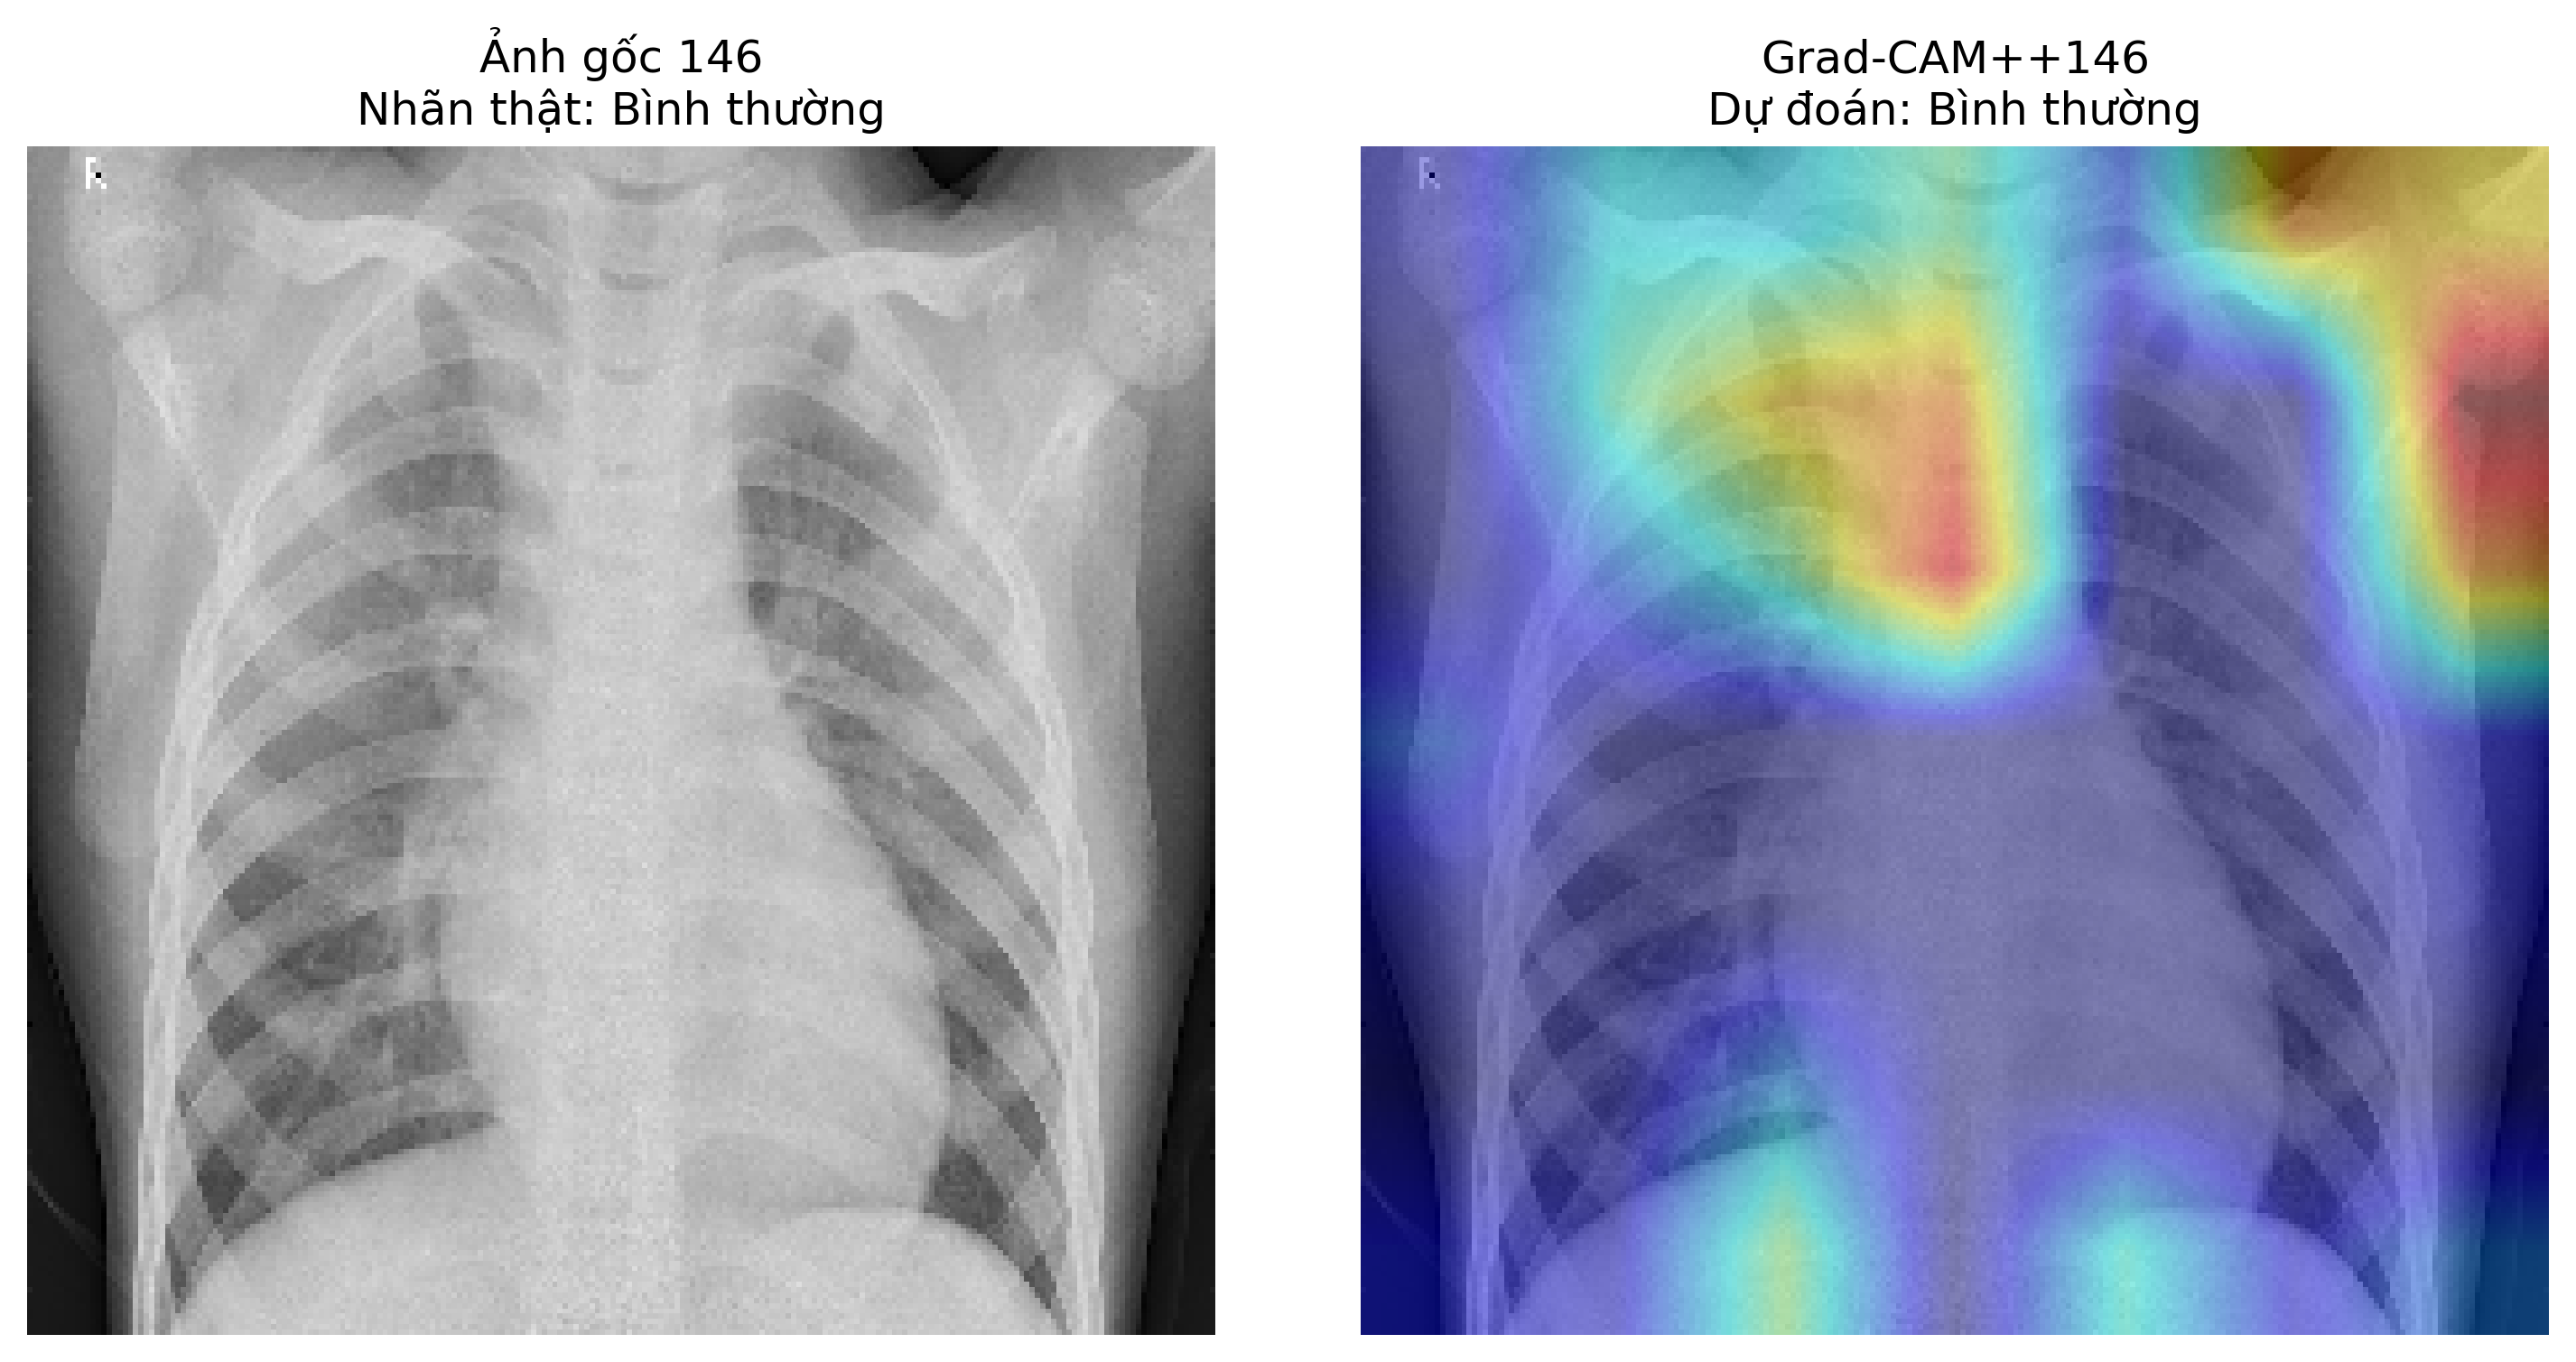 Ảnh gốc 146
Nhãn thật: Bình thường
Grad-CAM++146
Dự đoán: Bình thường
R
R